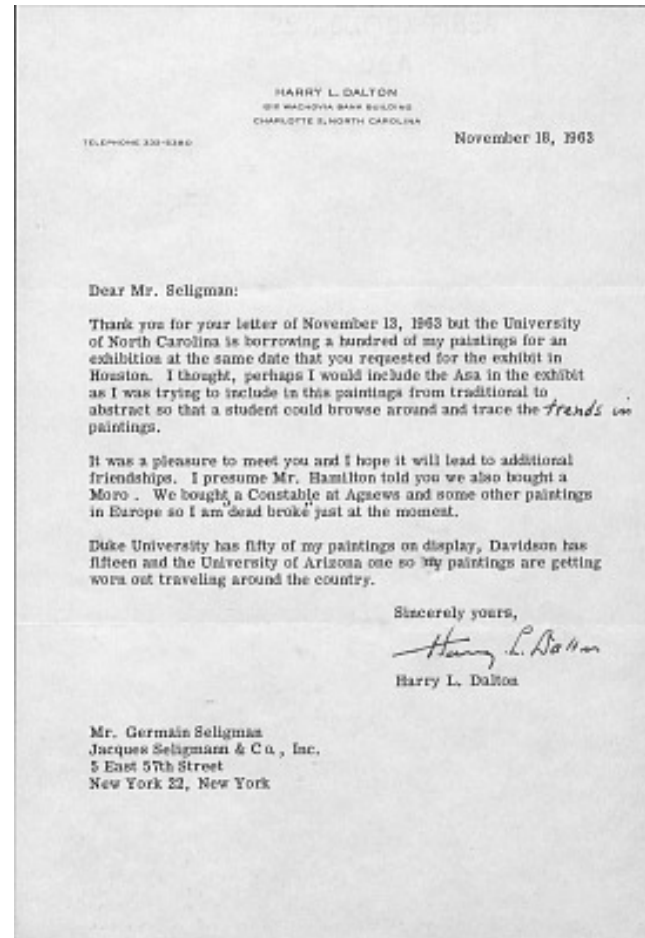 HARRY L. DALTON
WACHOVIA BANK BUILDING
CHARLOTTE 2, NORTH CAROLINA
TELEPHONE
November 18, 1963
Dear Mr. Seligman:
Thank you for your letter of November 13, 1963 but the University
of North Carolina is borrowing a hundred of my paintings for an
exhibition at the same date that you requested for the exhibit in
Houston. I thought, perhaps I would include the Asa in the exhibit
as I was trying to include in this paintings from traditional to
abstract so that a student could browse around and trace the trends in
paintings.
It was a pleasure to meet you and I hope it will lead to additional
friendships. I presume Mr. Hamilton told you we also bought a
Moro . We bought a Constable at Agnews and some other paintings
in Europe so I am "dead broke" just at the moment.
Duke University has fifty of my paintings on display, Davidson has
fifteen and the University of Arizona one so my paintings are getting
worn out traveling around the country.
Sincerely yours,
Harry L. Dalton
Harry L. Dalton
Mr. Germain Seligman
Jacques Seligmann & Co., Inc.
5 East 57th Street
New York 22, New York